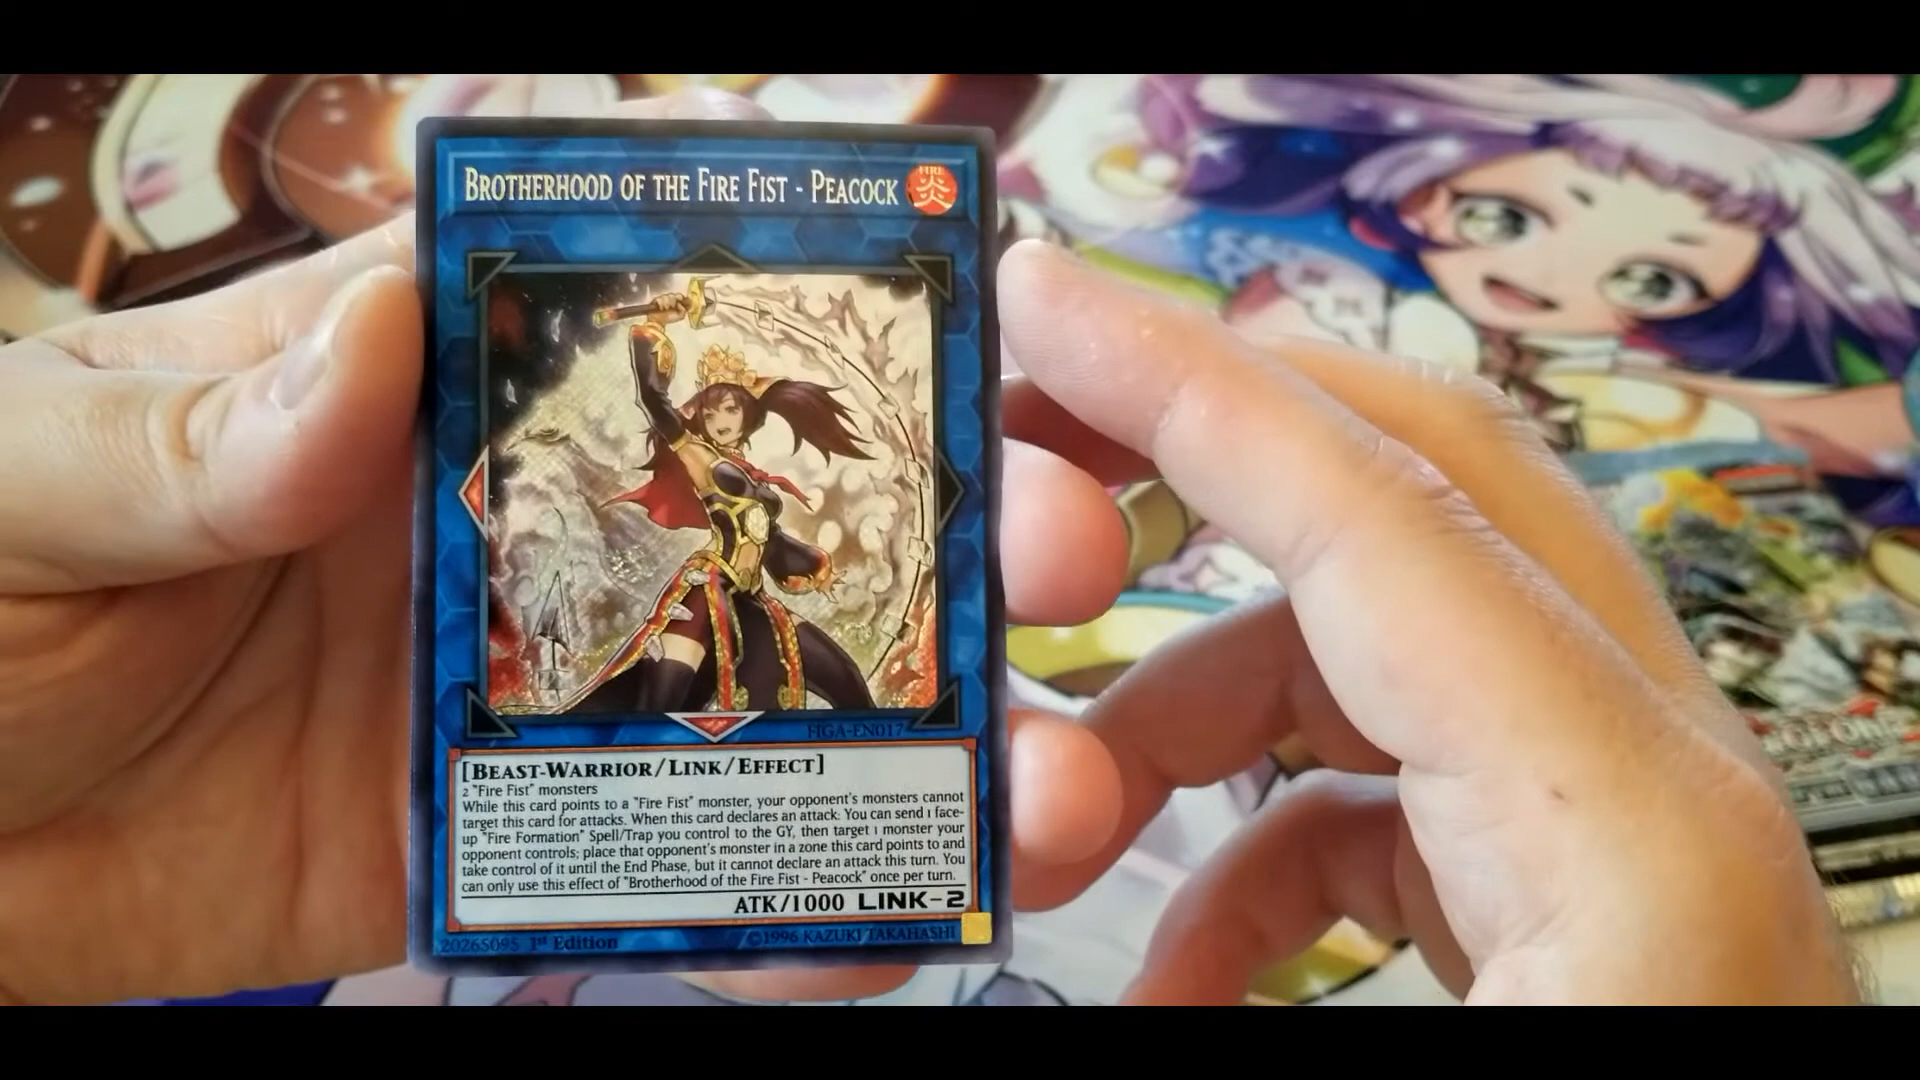 BROTHERHOOD OF THE FIRE FIST - PEACOCK
FIRE
炎
FIGA-EN017
[BEAST-WARRIOR/LINK/EFFECT]
2 "Fire Fist" monsters
While this card points to a "Fire Fist" monster, your opponent's monsters cannot
target this card for attacks. When this card declares an attack: You can send 1 face-
up "Fire Formation" Spell/Trap you control to the GY, then target 1 monster your
opponent controls; place that opponent's monster in a zone this card points to and
take control of it until the End Phase, but it cannot declare an attack this turn. You
can only use this effect of "Brotherhood of the Fire Fist - Peacock" once per turn.
ATK/1000 LINK-2
20265095 1st Edition
©1996 KAZUKI TAKAHASHI